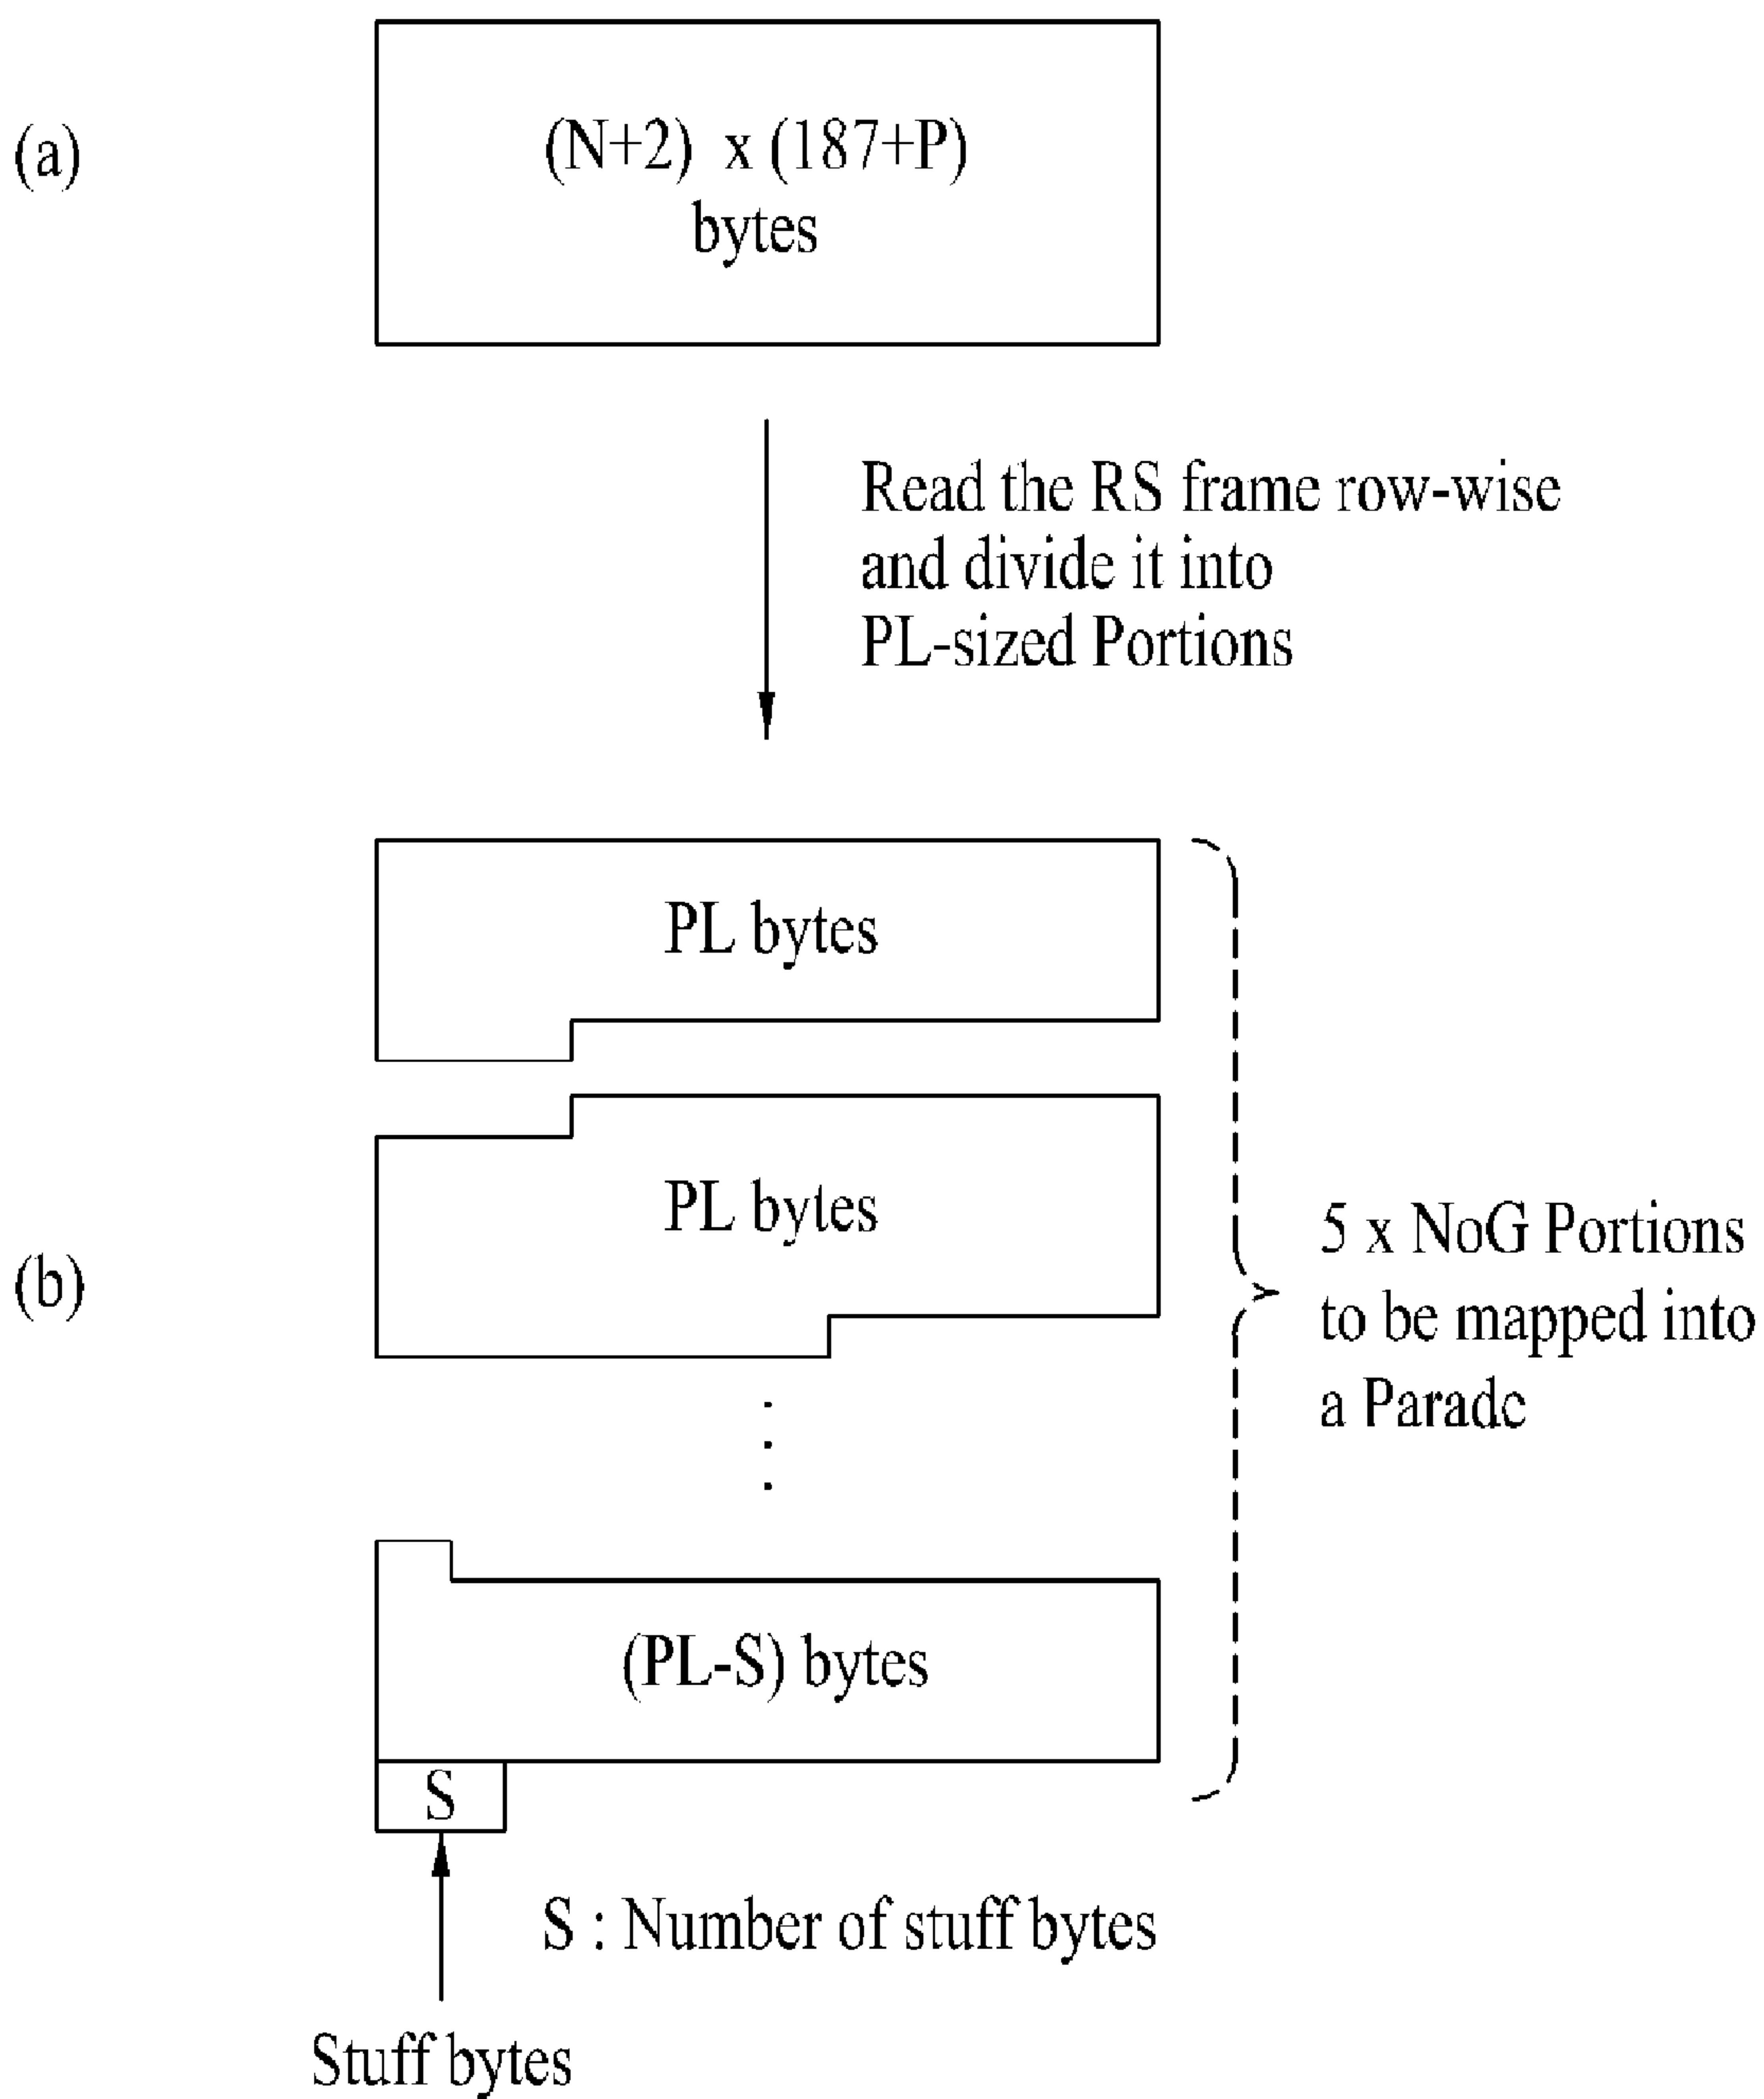 (a)
(N+2) x (187+P)
bytes
Read the RS frame row-wise
and divide it into
PL-sized Portions
(b)
PL bytes
PL bytes
5 x NoG Portions
to be mapped into
a Parade
(PL-S) bytes
S
S : Number of stuff bytes
Stuff bytes